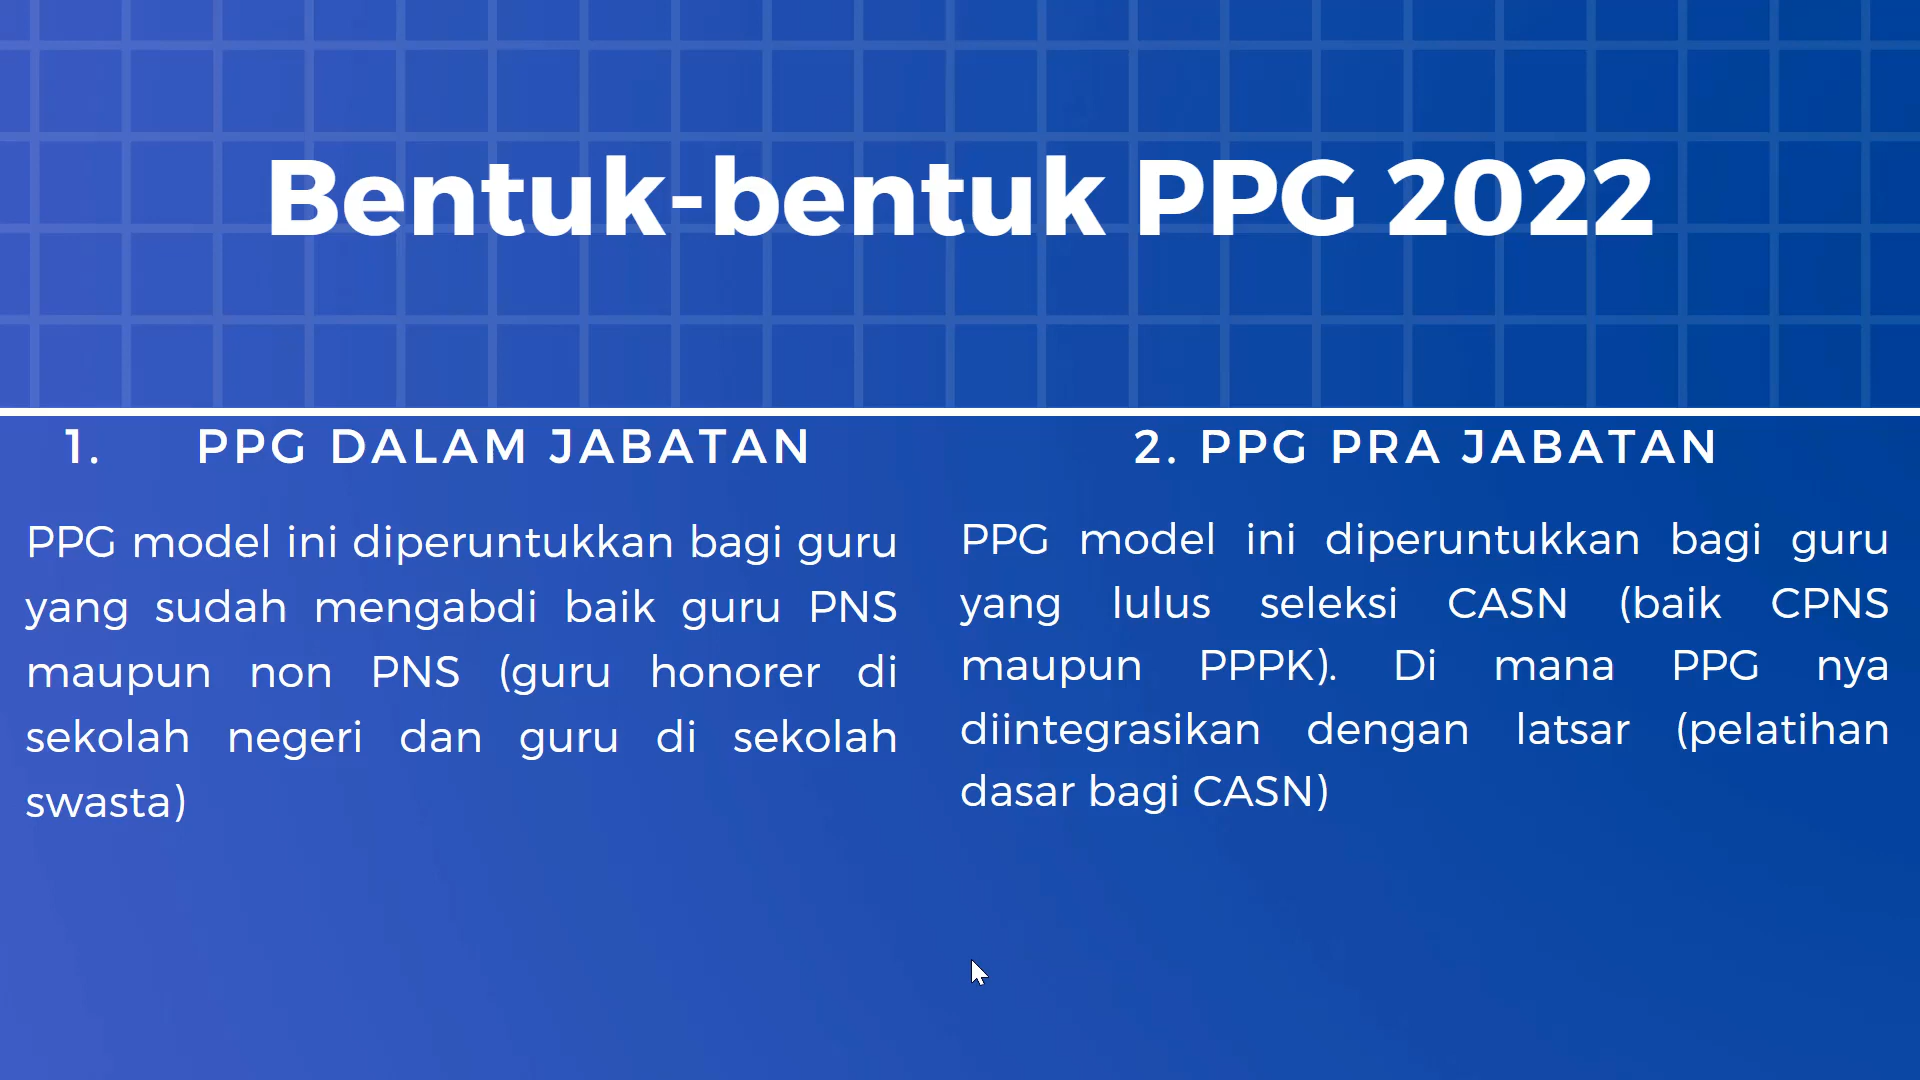 Bentuk-bentuk PPG 2022
1. PPG DALAM JABATAN
PPG model ini diperuntukkan bagi guru
yang sudah mengabdi baik guru PNS
maupun non PNS (guru honorer di
sekolah negeri dan guru di sekolah
swasta)
2. PPG PRA JABATAN
PPG model ini diperuntukkan bagi guru
yang lulus seleksi CASN (baik CPNS
maupun PPPK). Di mana PPG nya
diintegrasikan dengan latsar (pelatihan
dasar bagi CASN)